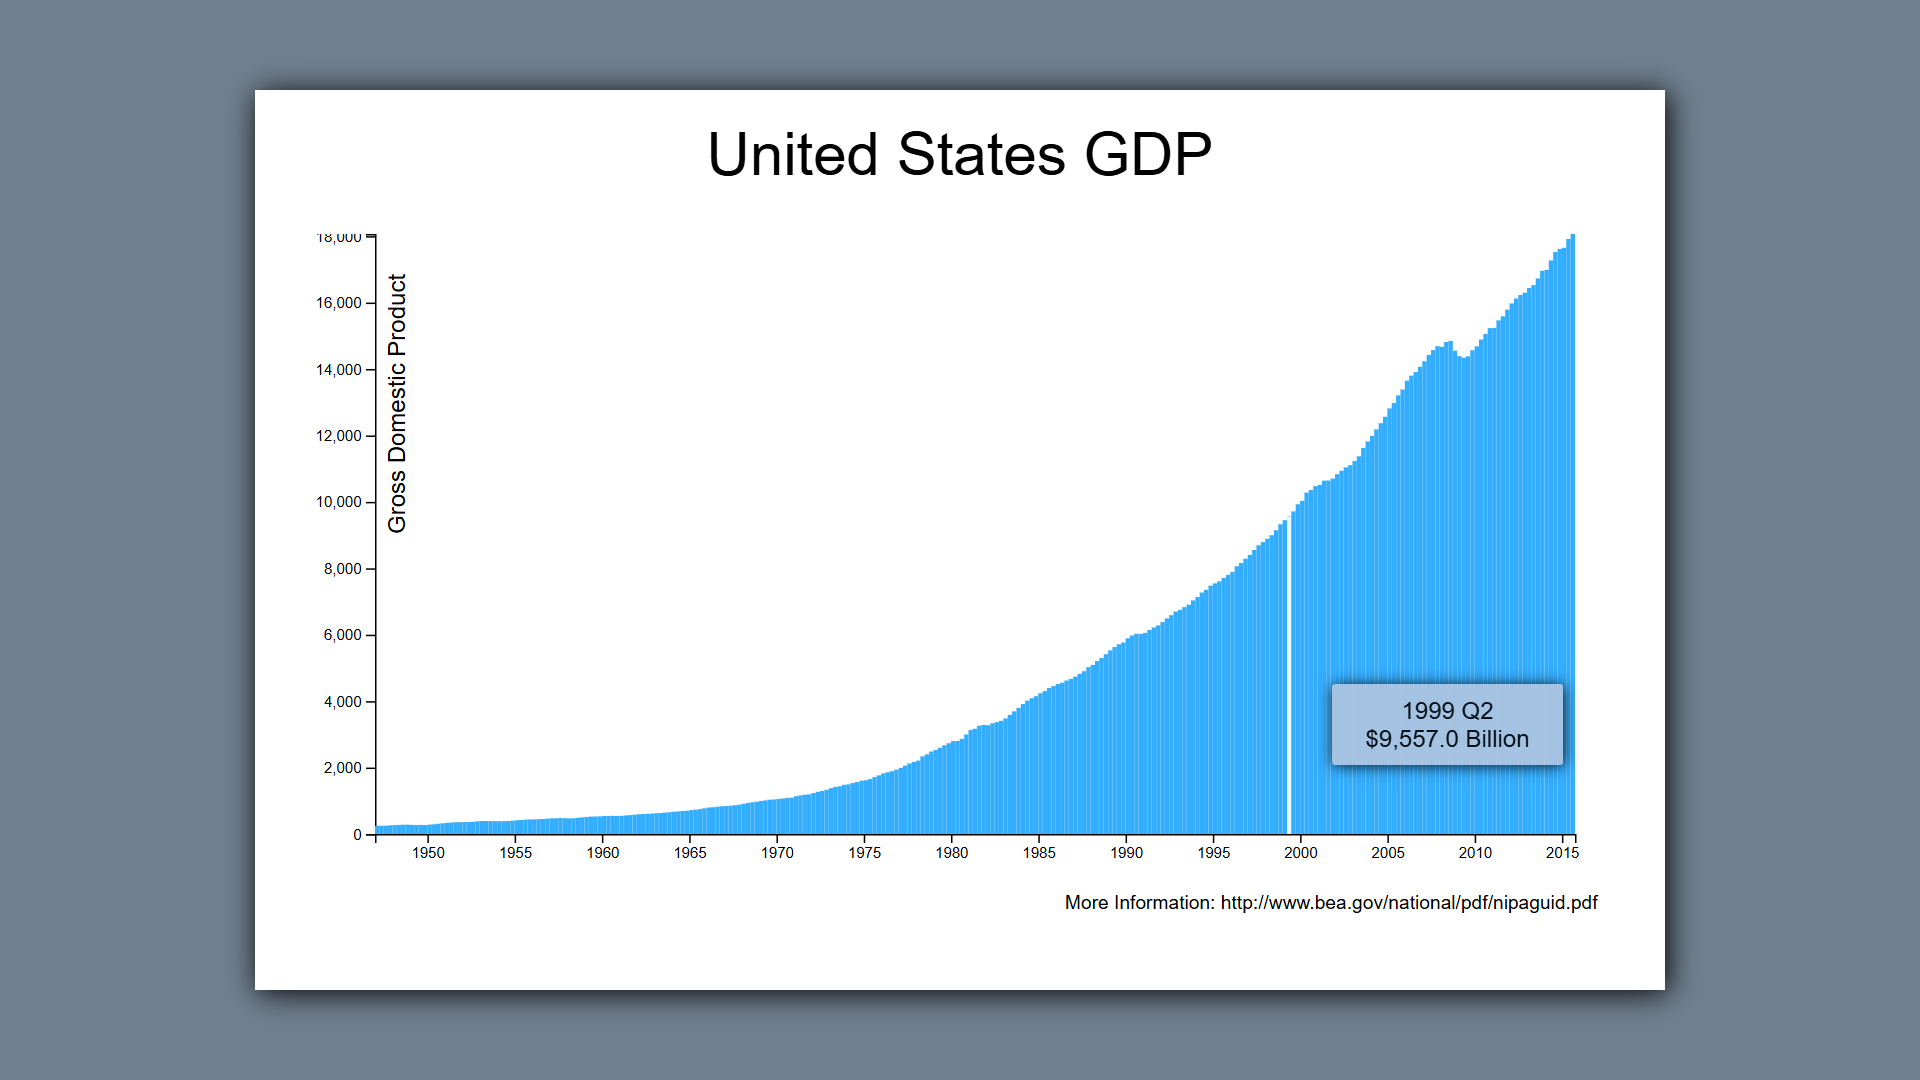 United States GDP
18,000
16,000
14,000
12,000
10,000
8,000
6,000
4,000
2,000
0
Gross Domestic Product
1999 Q2
$9,557.0 Billion
1950 1955 1960 1965 1970 1975 1980 1985 1990 1995 2000 2005 2010 2015
More Information: http://www.bea.gov/national/pdf/nipaguid.pdf